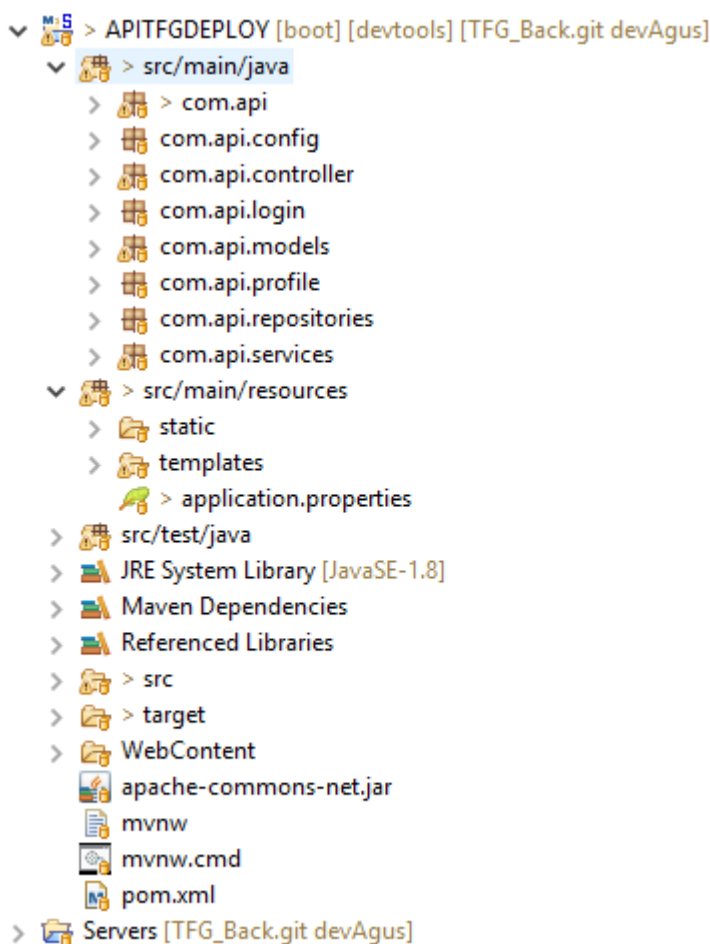 > APITFGDEPLOY [boot] [devtools] [TFG_Back.git devAgus]
> src/main/java
> com.api
com.api.config
com.api.controller
com.api.login
com.api.models
com.api.profile
com.api.repositories
com.api.services
> src/main/resources
static
templates
> application.properties
src/test/java
JRE System Library [JavaSE-1.8]
Maven Dependencies
Referenced Libraries
> src
> target
WebContent
apache-commons-net.jar
mvnw
mvnw.cmd
pom.xml
Servers [TFG_Back.git devAgus]